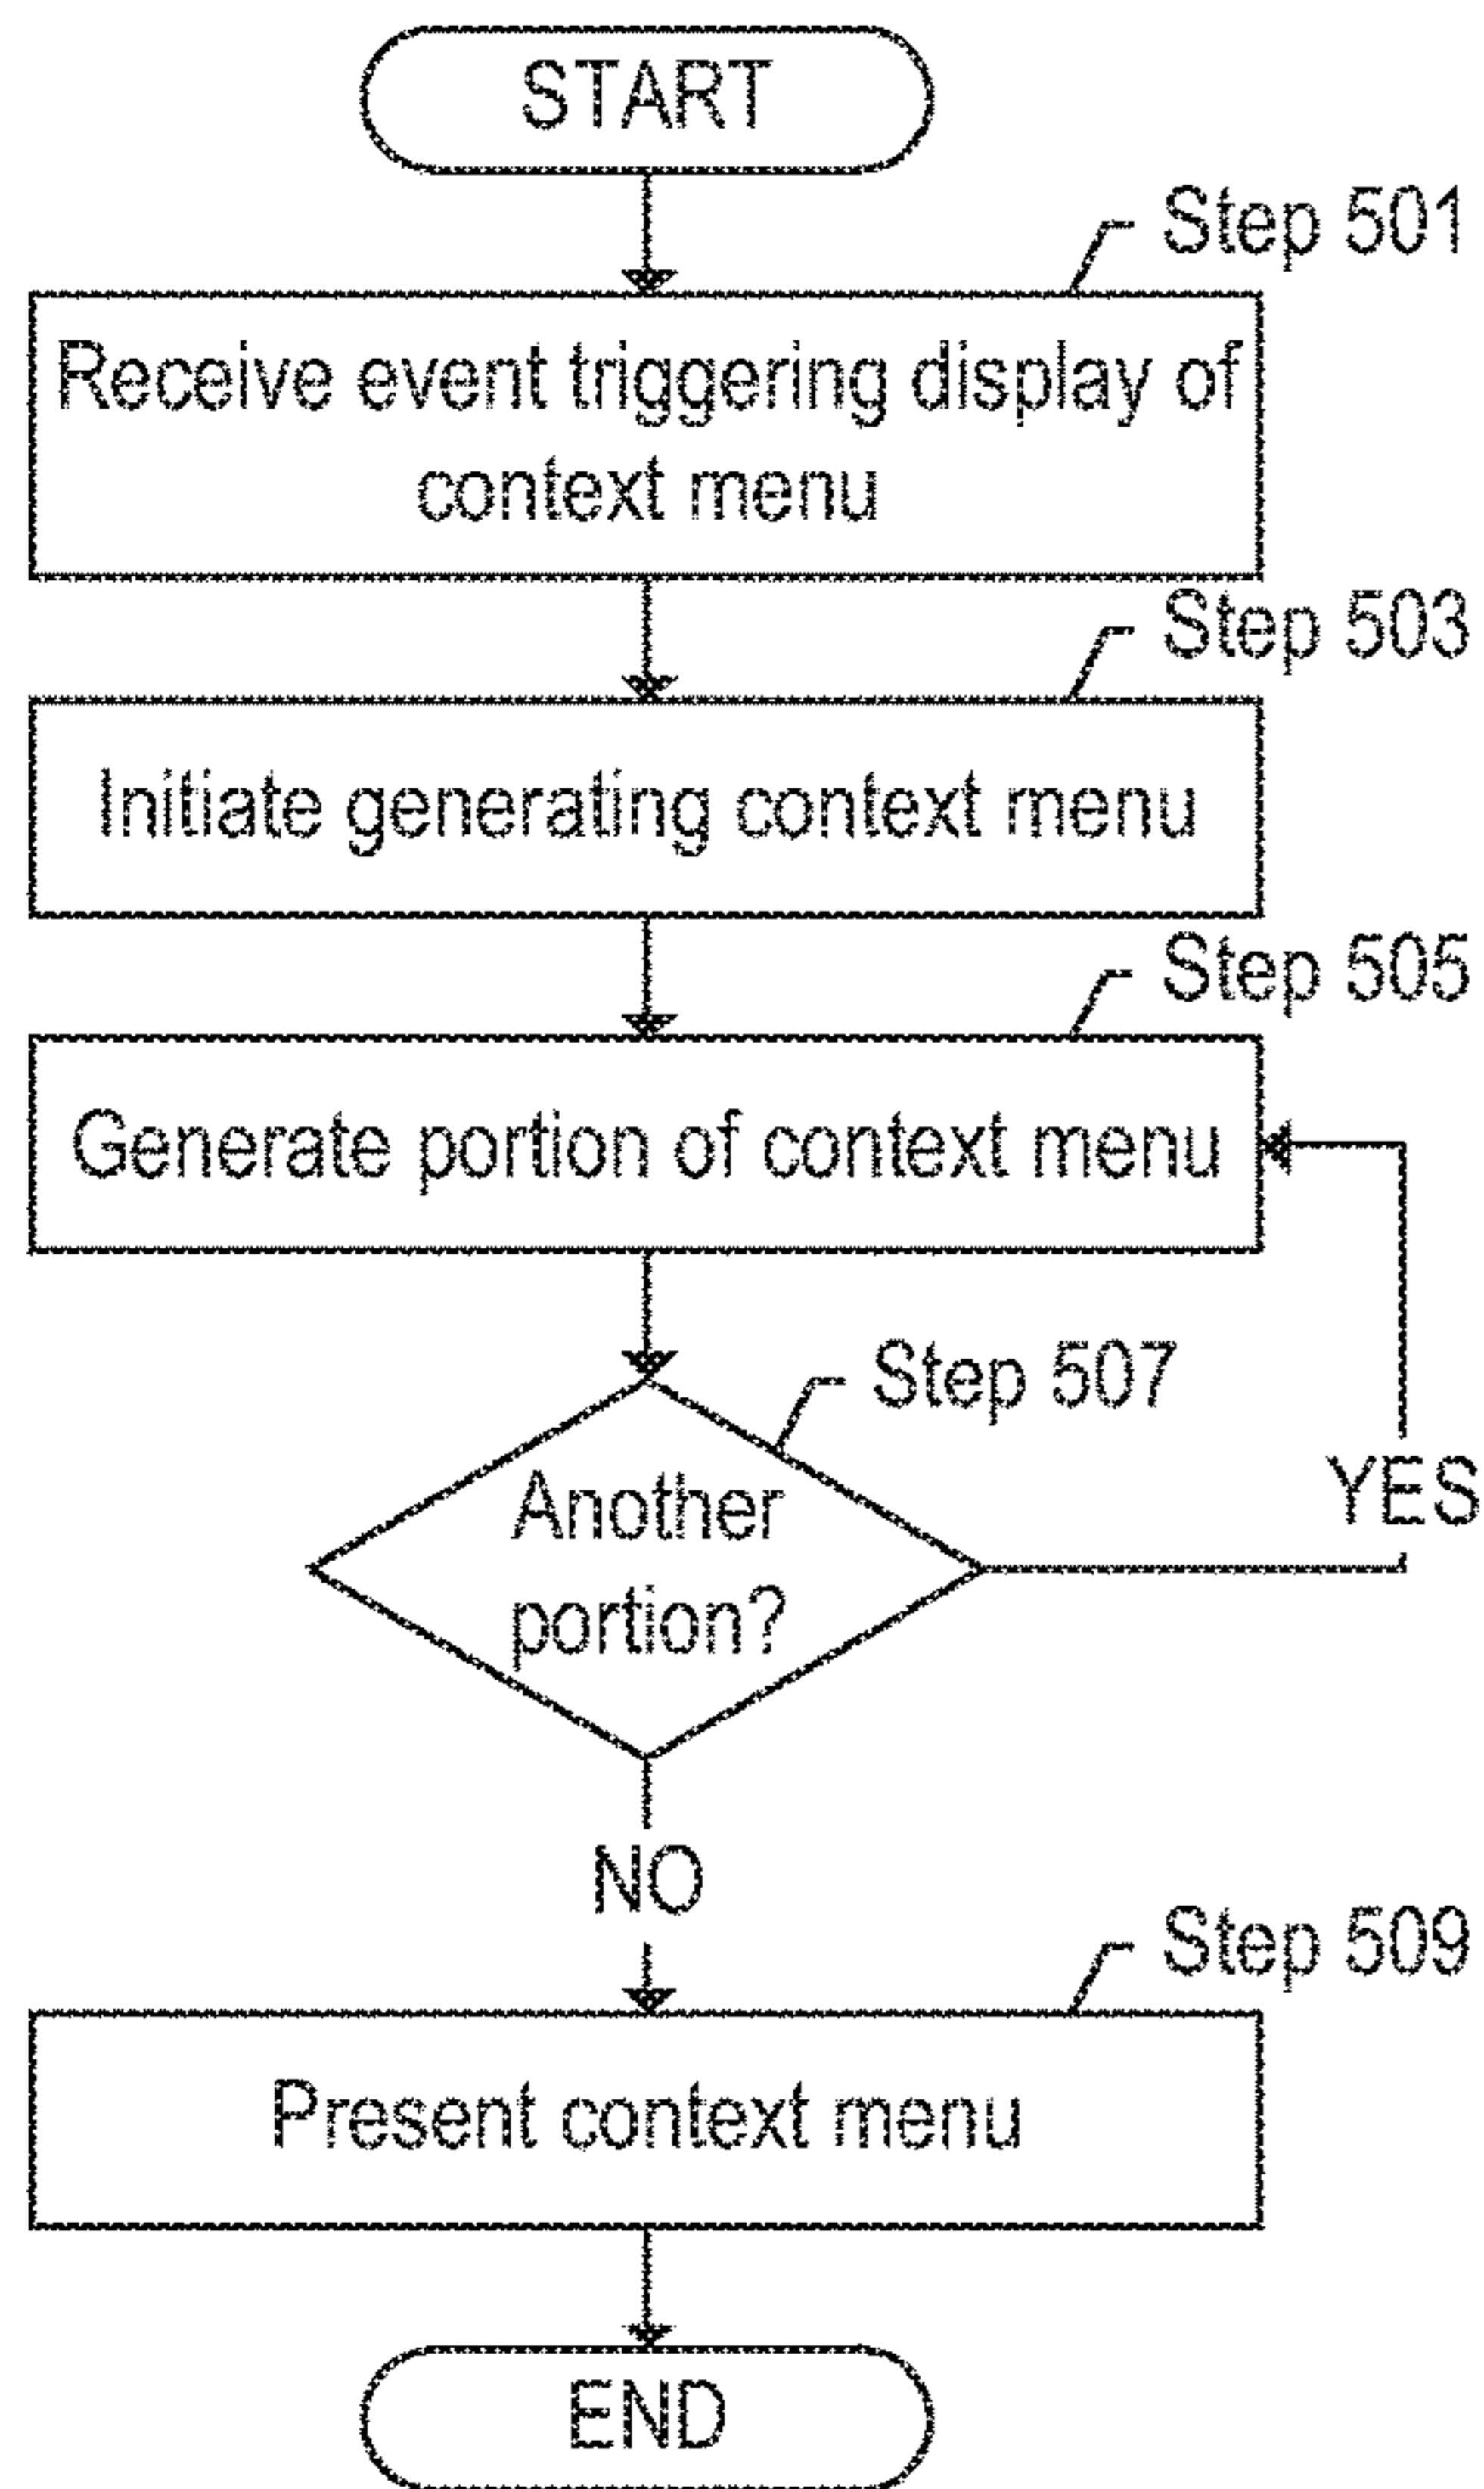 START
Step 501
Receive event triggering display of
context menu
Step 503
Initiate generating context menu
Step 505
Generate portion of context menu
Step 507
Another
portion?
YES
NO
Step 509
Present context menu
END